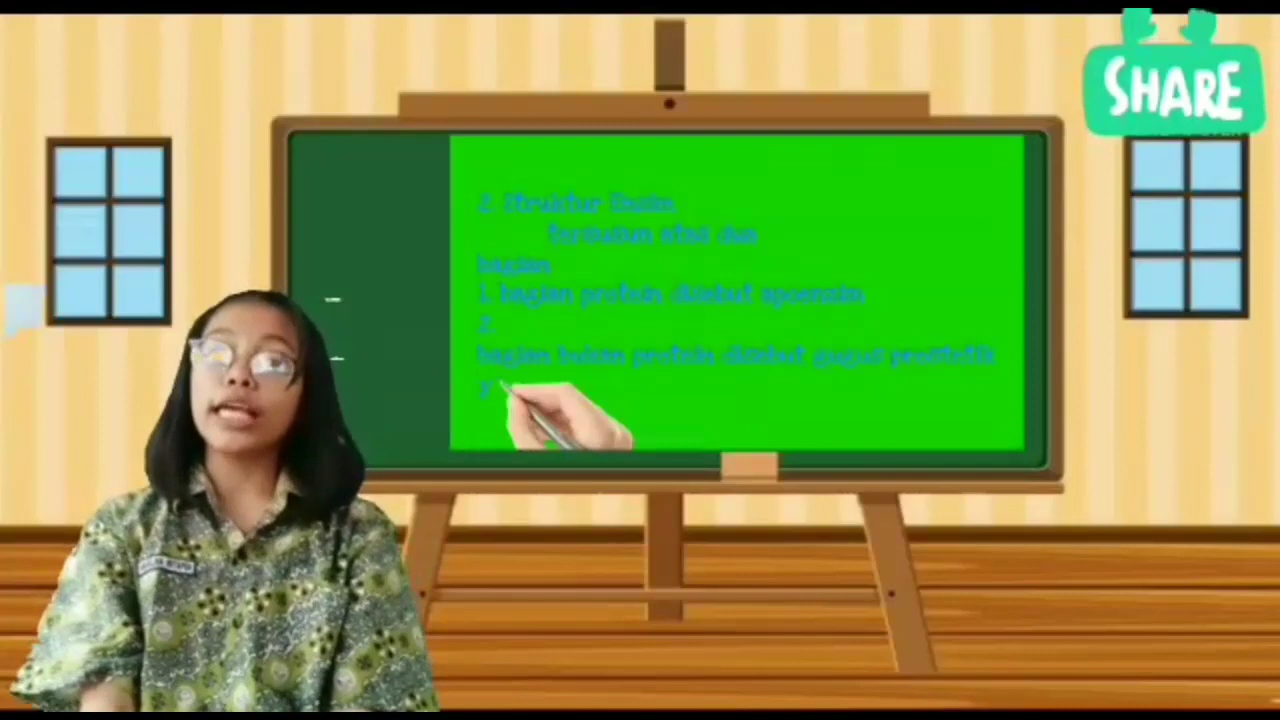 SHARE
2. Struktur Enzim
tersusun atas dua
bagian
1. bagian protein disebut apoenzim
2.
bagian bukan protein disebut gugus prostetik
y